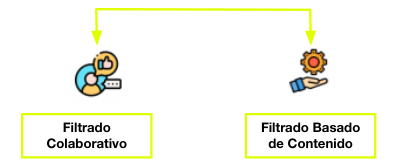 Filtrado
Colaborativo
Filtrado Basado
de Contenido